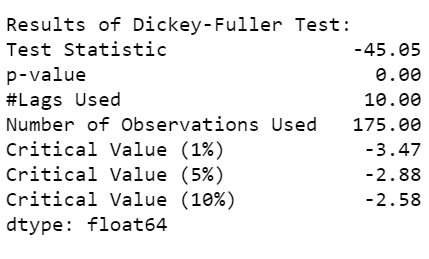 Results of Dickey-Fuller Test:
Test Statistic -45.05
p-value 0.00
#Lags Used 10.00
Number of Observations Used 175.00
Critical Value (1%) -3.47
Critical Value (5%) -2.88
Critical Value (10%) -2.58
dtype: float64